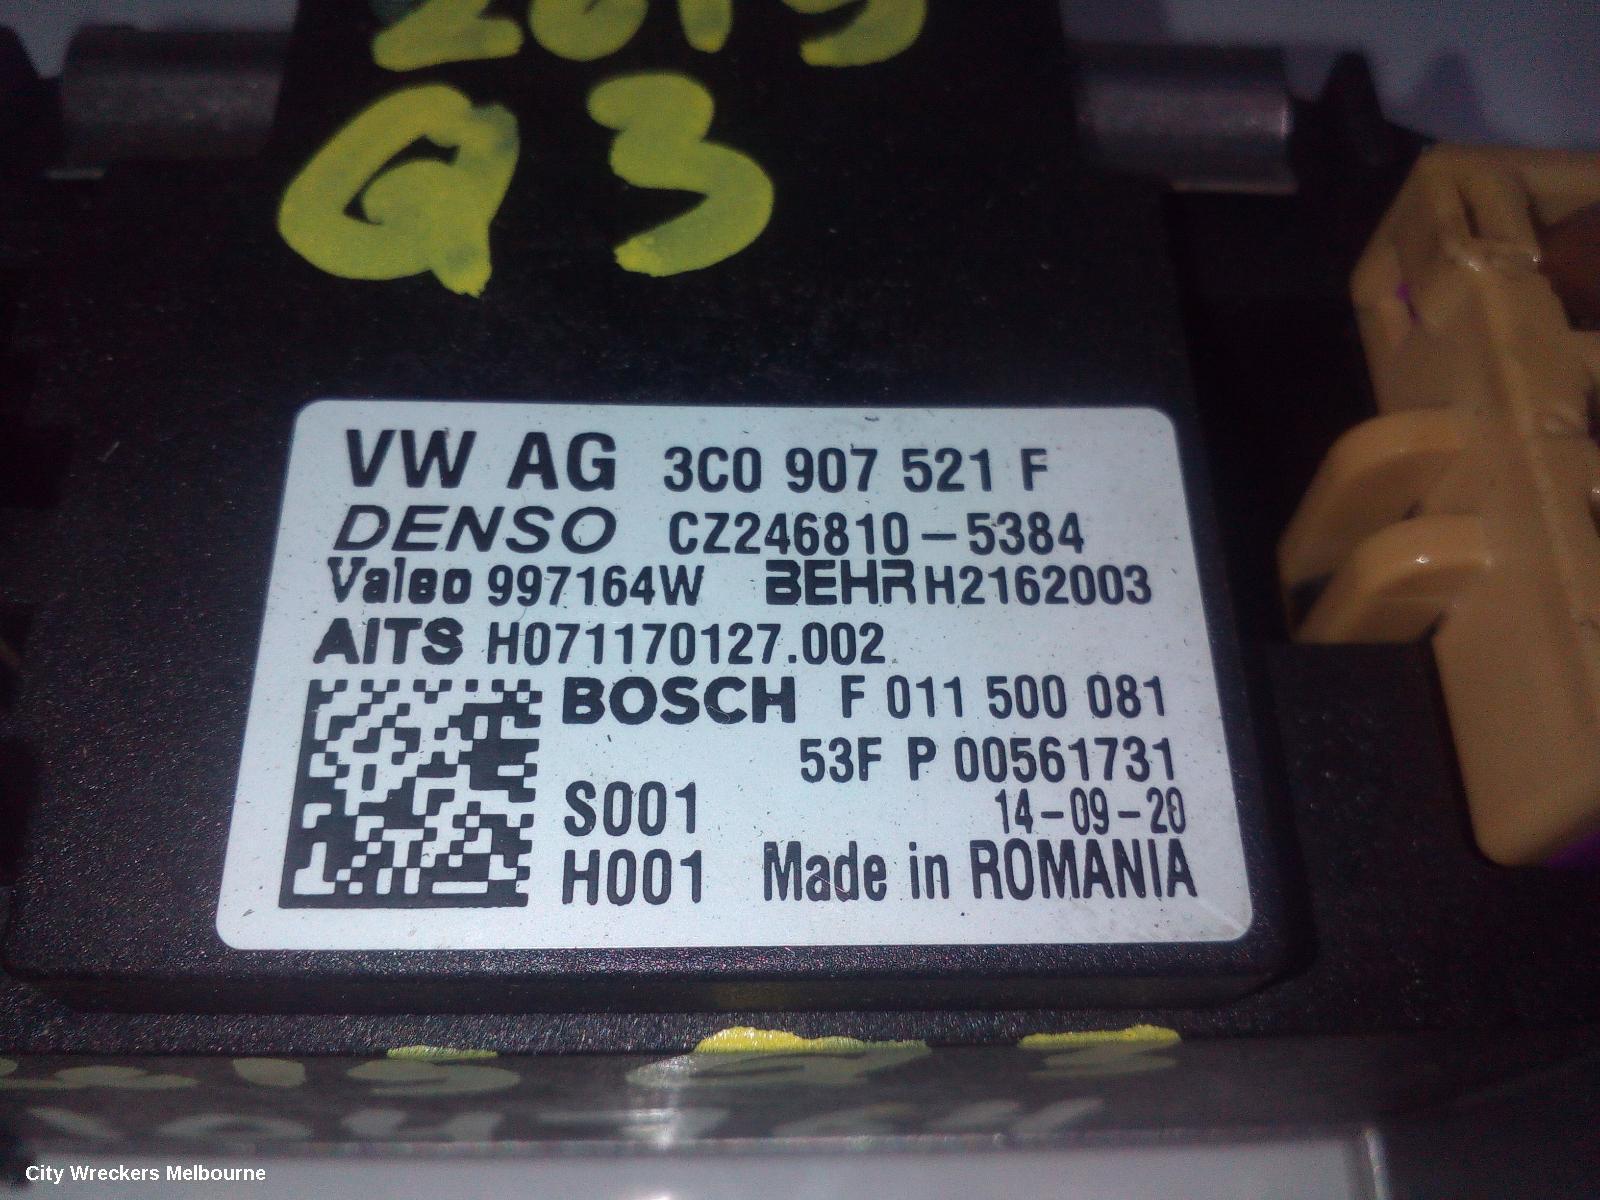 2015
Q3
VW AG 3C0 907 521 F
DENSO CZ246810-5384
Valeo 997164W BEHR H2162003
AITS H071170127.002
BOSCH F 011 500 081
53F P 00561731
S001 14-09-20
H001 Made in ROMANIA
City Wreckers Melbourne